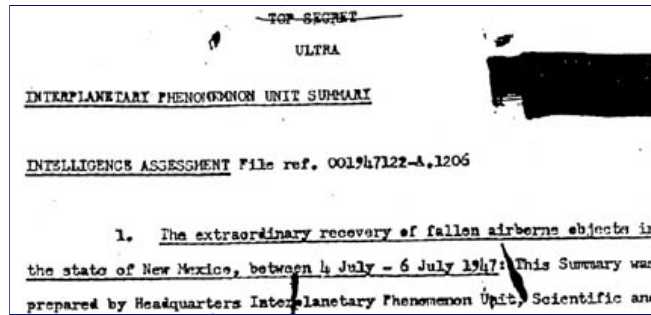 TOP SECRET
ULTRA
INTERPLANETARY PHENOMEMNON UNIT SUMMARY
INTELLIGENCE ASSESSMENT File ref. 001947122-A.1206
1. The extraordinary recovery of fallen airborne objects in
the state of New Mexico, between 4 July - 6 July 1947: This Summary was
prepared by Headquarters Interplanetary Phenomenon Unit, Scientific and